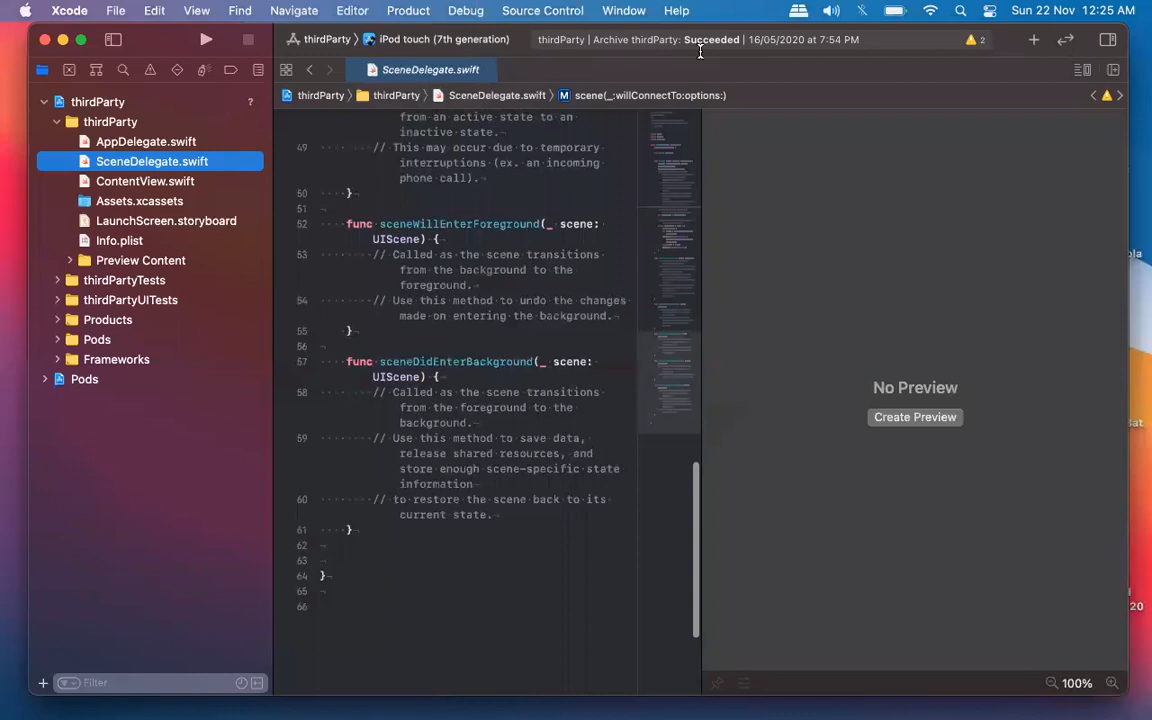 Xcode File Edit View Find Navigate Editor Product Debug Source Control Window Help Sun 22 Nov 12:25 AM
thirdParty iPod touch (7th generation) thirdParty | Archive thirdParty: Succeeded | 16/05/2020 at 7:54 PM 2
SceneDelegate.swift
thirdParty thirdParty SceneDelegate.swift M scene(_:willConnectTo:options:)
thirdParty ?
thirdParty
AppDelegate.swift
SceneDelegate.swift
ContentView.swift
Assets.xcassets
LaunchScreen.storyboard
Info.plist
Preview Content
thirdPartyTests
thirdPartyUITests
Products
Pods
Frameworks
Pods
Filter
from an active state to an
inactive state.
49 // This may occur due to temporary
interruptions (ex. an incoming
phone call).
50 }
51
52 func sceneWillEnterForeground(_ scene:
UIScene) {
53 // Called as the scene transitions
from the background to the
foreground.
54 // Use this method to undo the changes
made on entering the background.
55 }
56
57 func sceneDidEnterBackground(_ scene:
UIScene) {
58 // Called as the scene transitions
from the foreground to the
background.
59 // Use this method to save data,
release shared resources, and
store enough scene-specific state
information
60 // to restore the scene back to its
current state.
61 }
62
63
64 }
65
66
No Preview
Create Preview
100%
ola
at
20